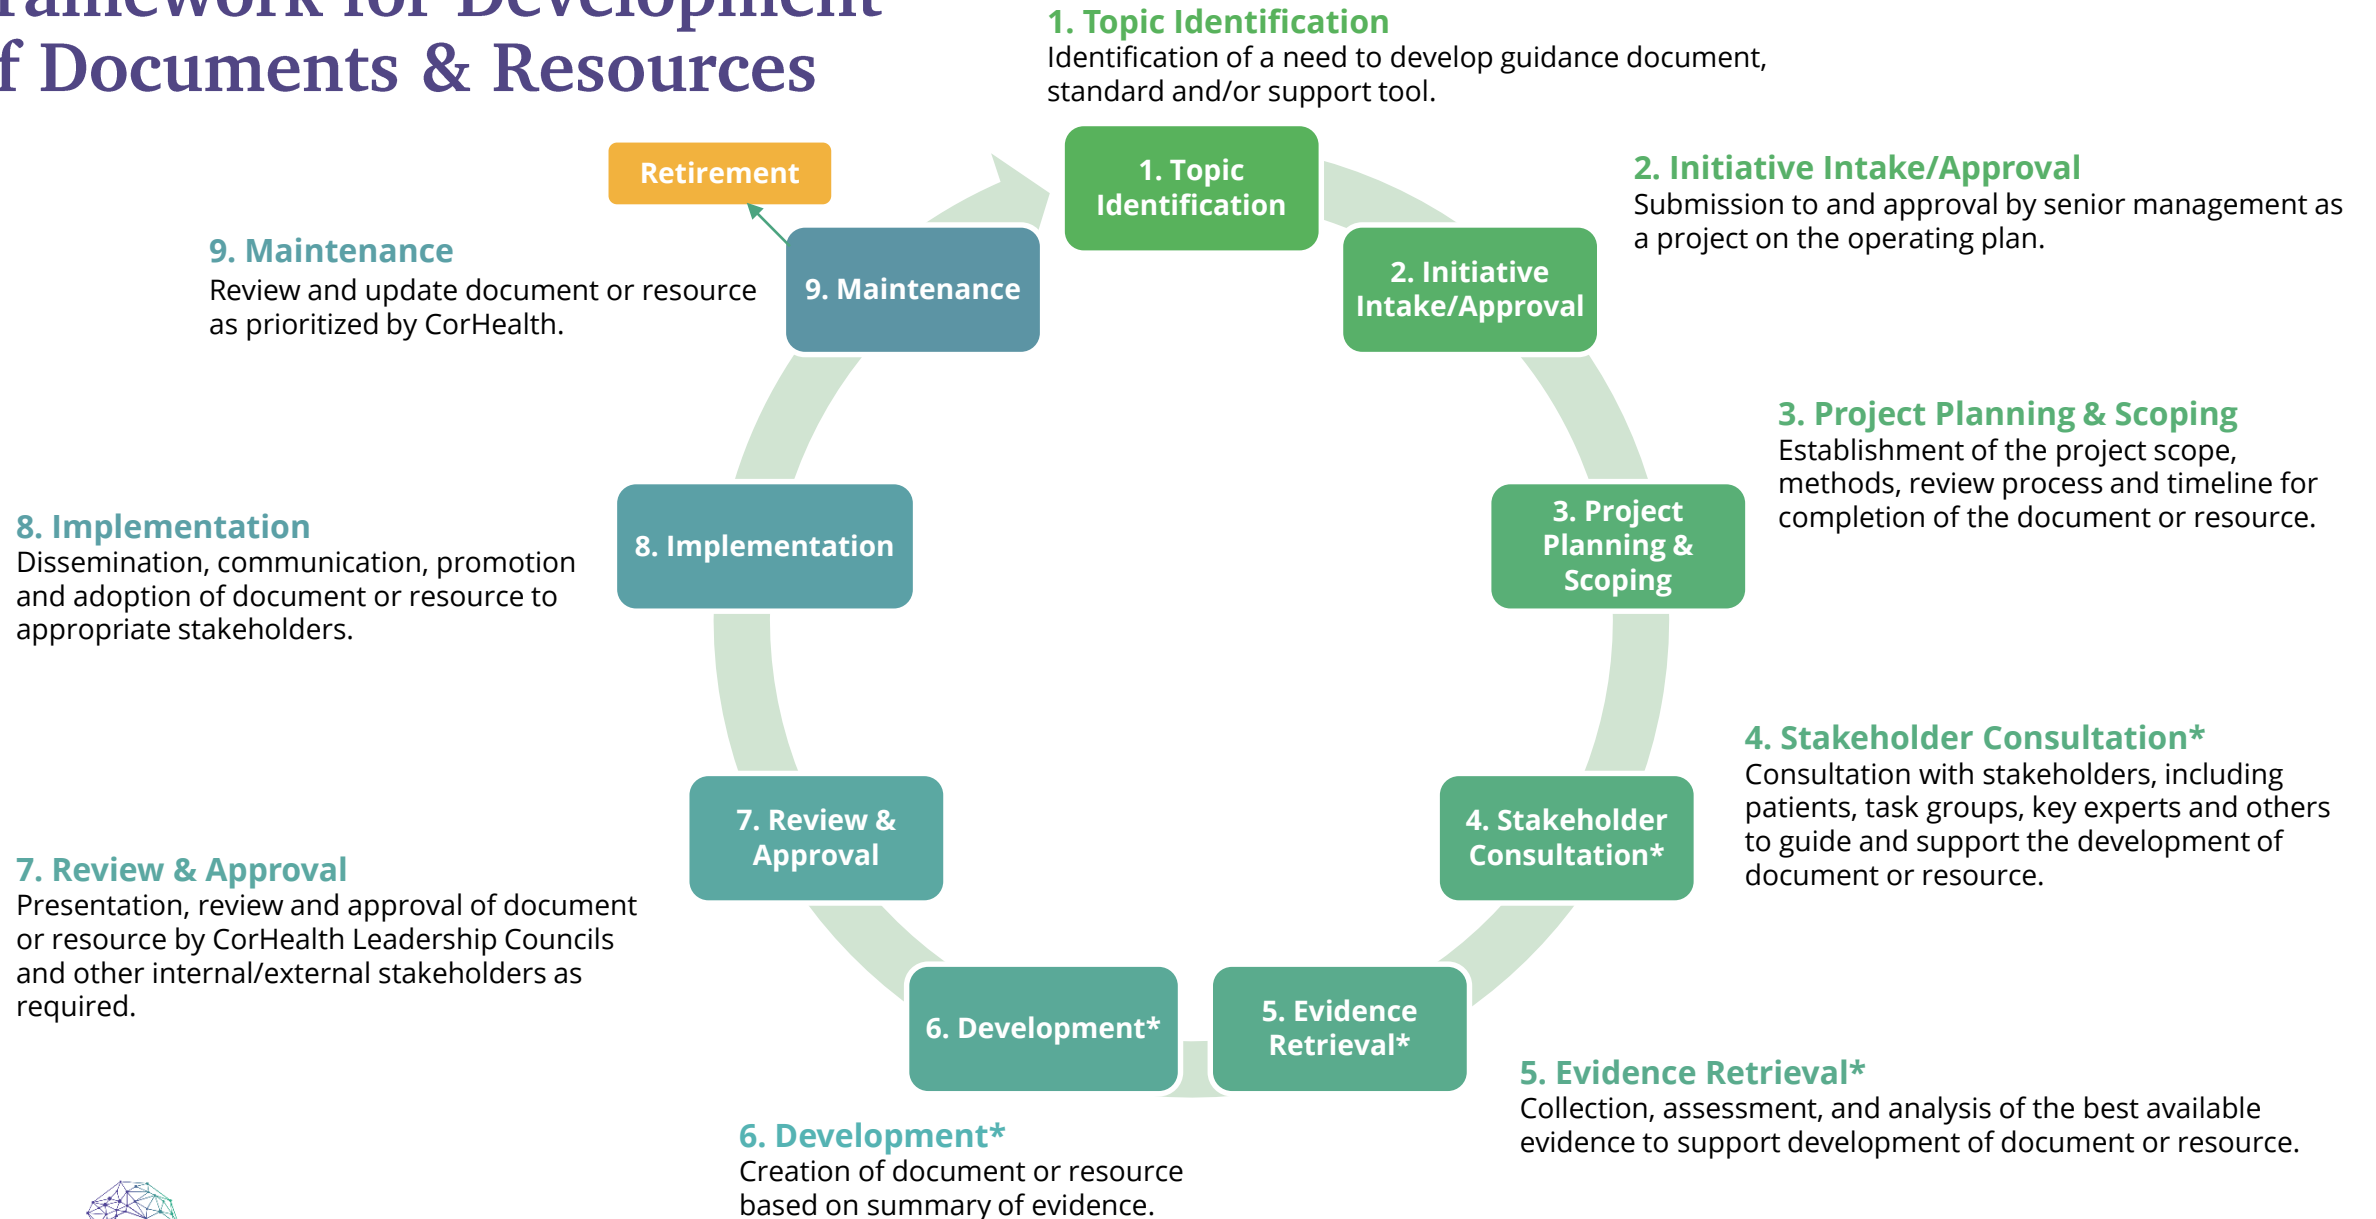 ramework for Development
f Documents & Resources
1. Topic Identification
Identification of a need to develop guidance document,
standard and/or support tool.
1. Topic
Identification
2. Initiative Intake/Approval
Submission to and approval by senior management as
a project on the operating plan.
2. Initiative
Intake/Approval
3. Project Planning & Scoping
Establishment of the project scope,
methods, review process and timeline for
completion of the document or resource.
3. Project
Planning &
Scoping
4. Stakeholder Consultation*
Consultation with stakeholders, including
patients, task groups, key experts and others
to guide and support the development of
document or resource.
4. Stakeholder
Consultation*
5. Evidence
Retrieval*
5. Evidence Retrieval*
Collection, assessment, and analysis of the best available
evidence to support development of document or resource.
6. Development*
6. Development*
Creation of document or resource
based on summary of evidence.
7. Review &
Approval
7. Review & Approval
Presentation, review and approval of document
or resource by CorHealth Leadership Councils
and other internal/external stakeholders as
required.
8. Implementation
8. Implementation
Dissemination, communication, promotion
and adoption of document or resource to
appropriate stakeholders.
9. Maintenance
9. Maintenance
Review and update document or resource
as prioritized by CorHealth.
Retirement